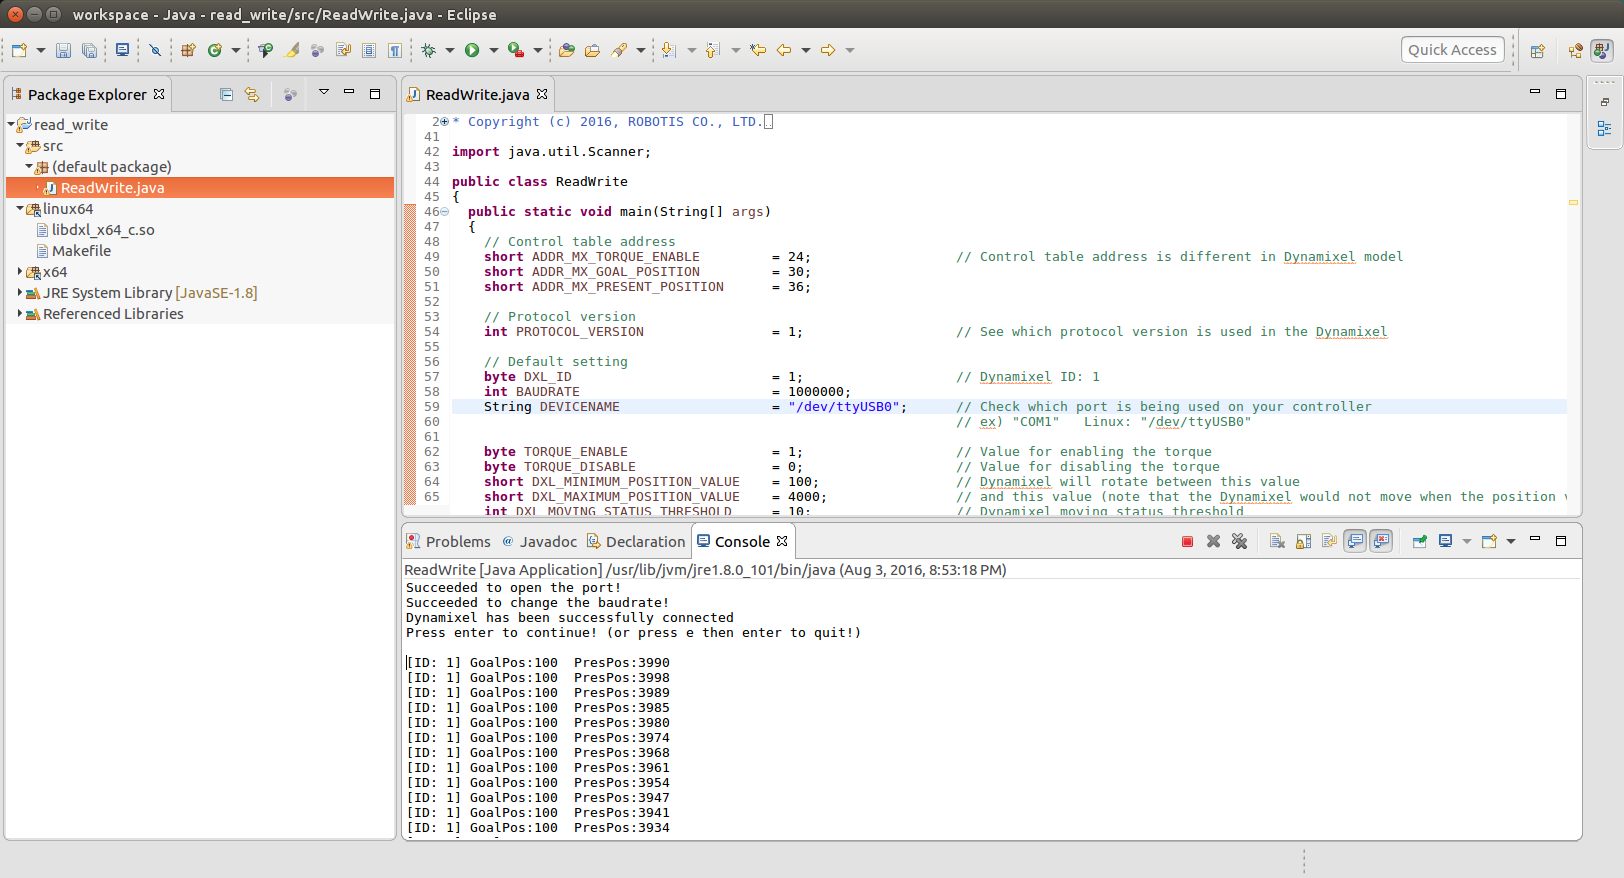 workspace - Java - read_write/src/ReadWrite.java - Eclipse
Quick Access
Package Explorer
read_write
src
(default package)
ReadWrite.java
linux64
libdxl_x64_c.so
Makefile
x64
JRE System Library [JavaSE-1.8]
Referenced Libraries
ReadWrite.java
2 * Copyright (c) 2016, ROBOTIS CO., LTD.
41
42 import java.util.Scanner;
43
44 public class ReadWrite
45 {
46 public static void main(String[] args)
47 {
48 // Control table address
49 short ADDR_MX_TORQUE_ENABLE = 24; // Control table address is different in Dynamixel model
50 short ADDR_MX_GOAL_POSITION = 30;
51 short ADDR_MX_PRESENT_POSITION = 36;
52
53 // Protocol version
54 int PROTOCOL_VERSION = 1; // See which protocol version is used in the Dynamixel
55
56 // Default setting
57 byte DXL_ID = 1; // Dynamixel ID: 1
58 int BAUDRATE = 1000000;
59 String DEVICENAME = "/dev/ttyUSB0"; // Check which port is being used on your controller
60 // ex) "COM1" Linux: "/dev/ttyUSB0"
61
62 byte TORQUE_ENABLE = 1; // Value for enabling the torque
63 byte TORQUE_DISABLE = 0; // Value for disabling the torque
64 short DXL_MINIMUM_POSITION_VALUE = 100; // Dynamixel will rotate between this value
65 short DXL_MAXIMUM_POSITION_VALUE = 4000; // and this value (note that the Dynamixel would not move when the position
int DXL_MOVING_STATUS_THRESHOLD = 10; // Dynamixel moving status threshold
Problems @ Javadoc Declaration Console
ReadWrite [Java Application] /usr/lib/jvm/jre1.8.0_101/bin/java (Aug 3, 2016, 8:53:18 PM)
Succeeded to open the port!
Succeeded to change the baudrate!
Dynamixel has been successfully connected
Press enter to continue! (or press e then enter to quit!)
[ID: 1] GoalPos:100 PresPos:3990
[ID: 1] GoalPos:100 PresPos:3998
[ID: 1] GoalPos:100 PresPos:3989
[ID: 1] GoalPos:100 PresPos:3985
[ID: 1] GoalPos:100 PresPos:3980
[ID: 1] GoalPos:100 PresPos:3974
[ID: 1] GoalPos:100 PresPos:3968
[ID: 1] GoalPos:100 PresPos:3961
[ID: 1] GoalPos:100 PresPos:3954
[ID: 1] GoalPos:100 PresPos:3947
[ID: 1] GoalPos:100 PresPos:3941
[ID: 1] GoalPos:100 PresPos:3934